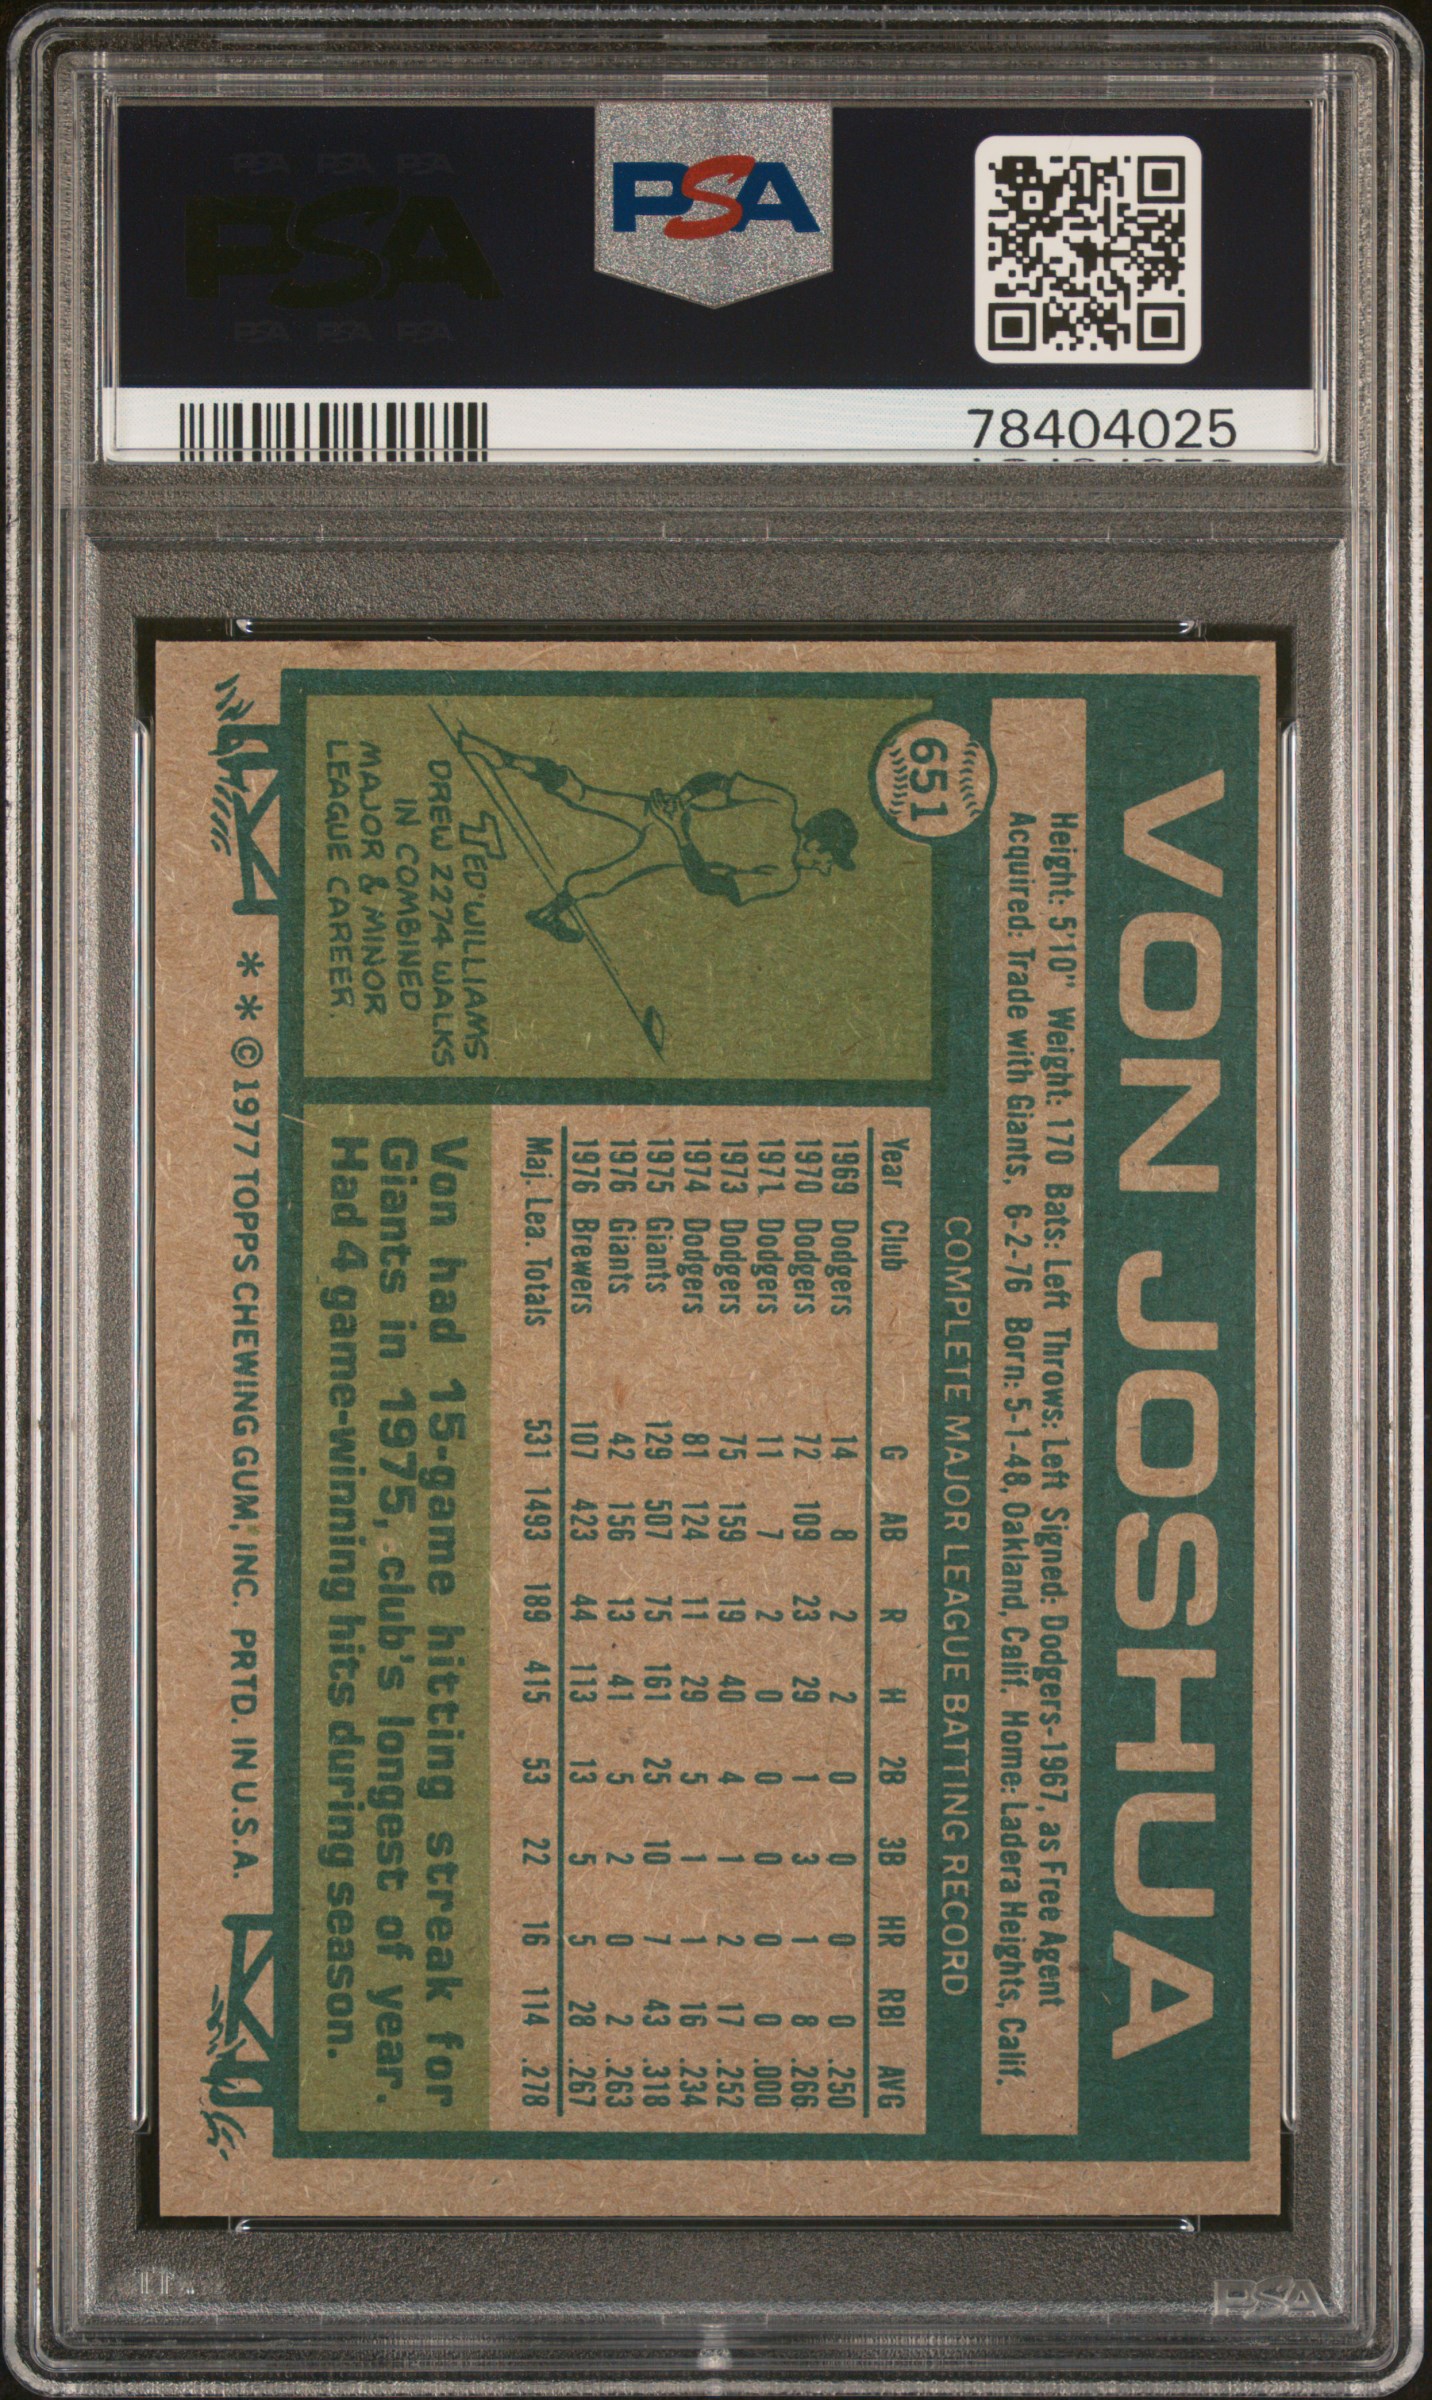 PSA PSA PSA
PSA
PSA PSA PSA
PSA
78404025
VON JOSHUA
Height: 5'10" Weight: 170 Bats: Left Throws: Left Signed: Dodgers-1967, as Free Agent
Acquired: Trade with Giants, 6-2-76 Born: 5-1-48, Oakland, Calif. Home: Ladera Heights, Calif.
651
COMPLETE MAJOR LEAGUE BATTING RECORD
Year Club G AB R H 2B 3B HR RBI AVG
1969 Dodgers 14 8 2 2 0 0 0 0 .250
1970 Dodgers 72 109 23 29 1 3 1 8 .266
1971 Dodgers 11 7 2 0 0 0 0 0 .000
1973 Dodgers 75 159 19 40 4 1 2 17 .252
1974 Dodgers 81 124 11 29 5 1 1 16 .234
1975 Giants 129 507 75 161 25 10 7 43 .318
1976 Giants 42 156 13 41 5 2 0 2 .263
1976 Brewers 107 423 44 113 13 5 5 28 .267
Maj. Lea. Totals 531 1493 189 415 53 22 16 114 .278
TED WILLIAMS
DREW 2274 WALKS
IN COMBINED
MAJOR & MINOR
LEAGUE CAREER.
Von had 15-game hitting streak for
Giants in 1975, club's longest of year.
Had 4 game-winning hits during season.
* * © 1977 TOPPS CHEWING GUM, INC. PRTD. IN U.S.A.
PSA